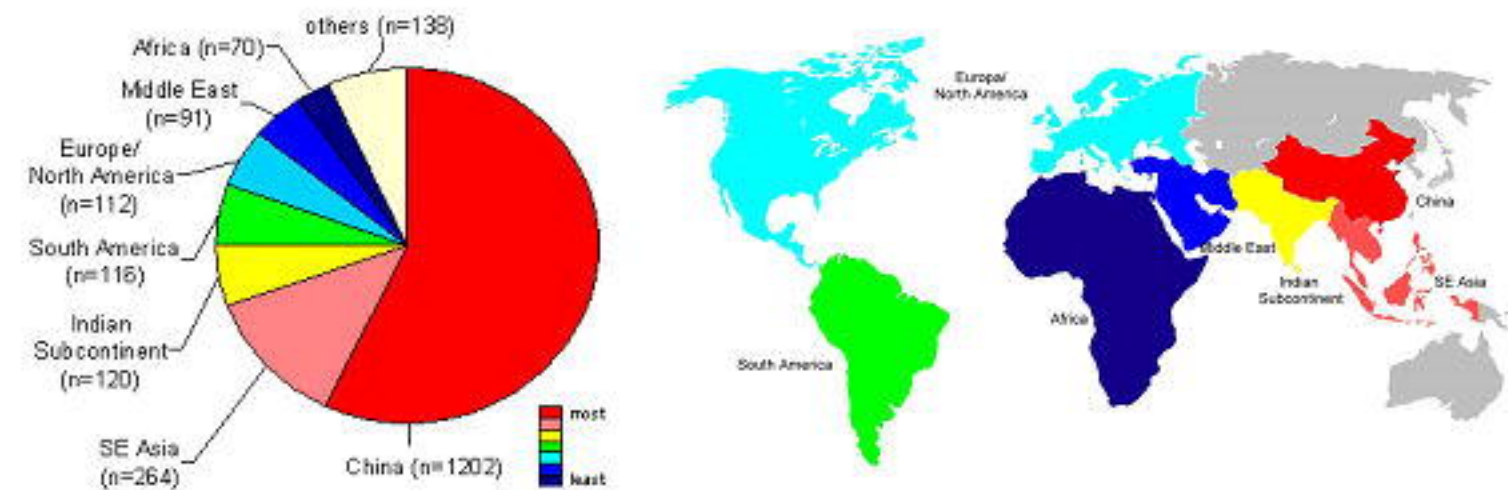 others (n=138)
Africa (n=70)
Middle East
(n=91)
Europe/
North America
(n=112)
South America
(n=116)
Indian
Subcontinent
(n=120)
SE Asia
(n=264)
China (n=1202)
most
least
Europa/
North America
China
Middle East
Indian
Subcontinent
SE Asia
Africa
South America